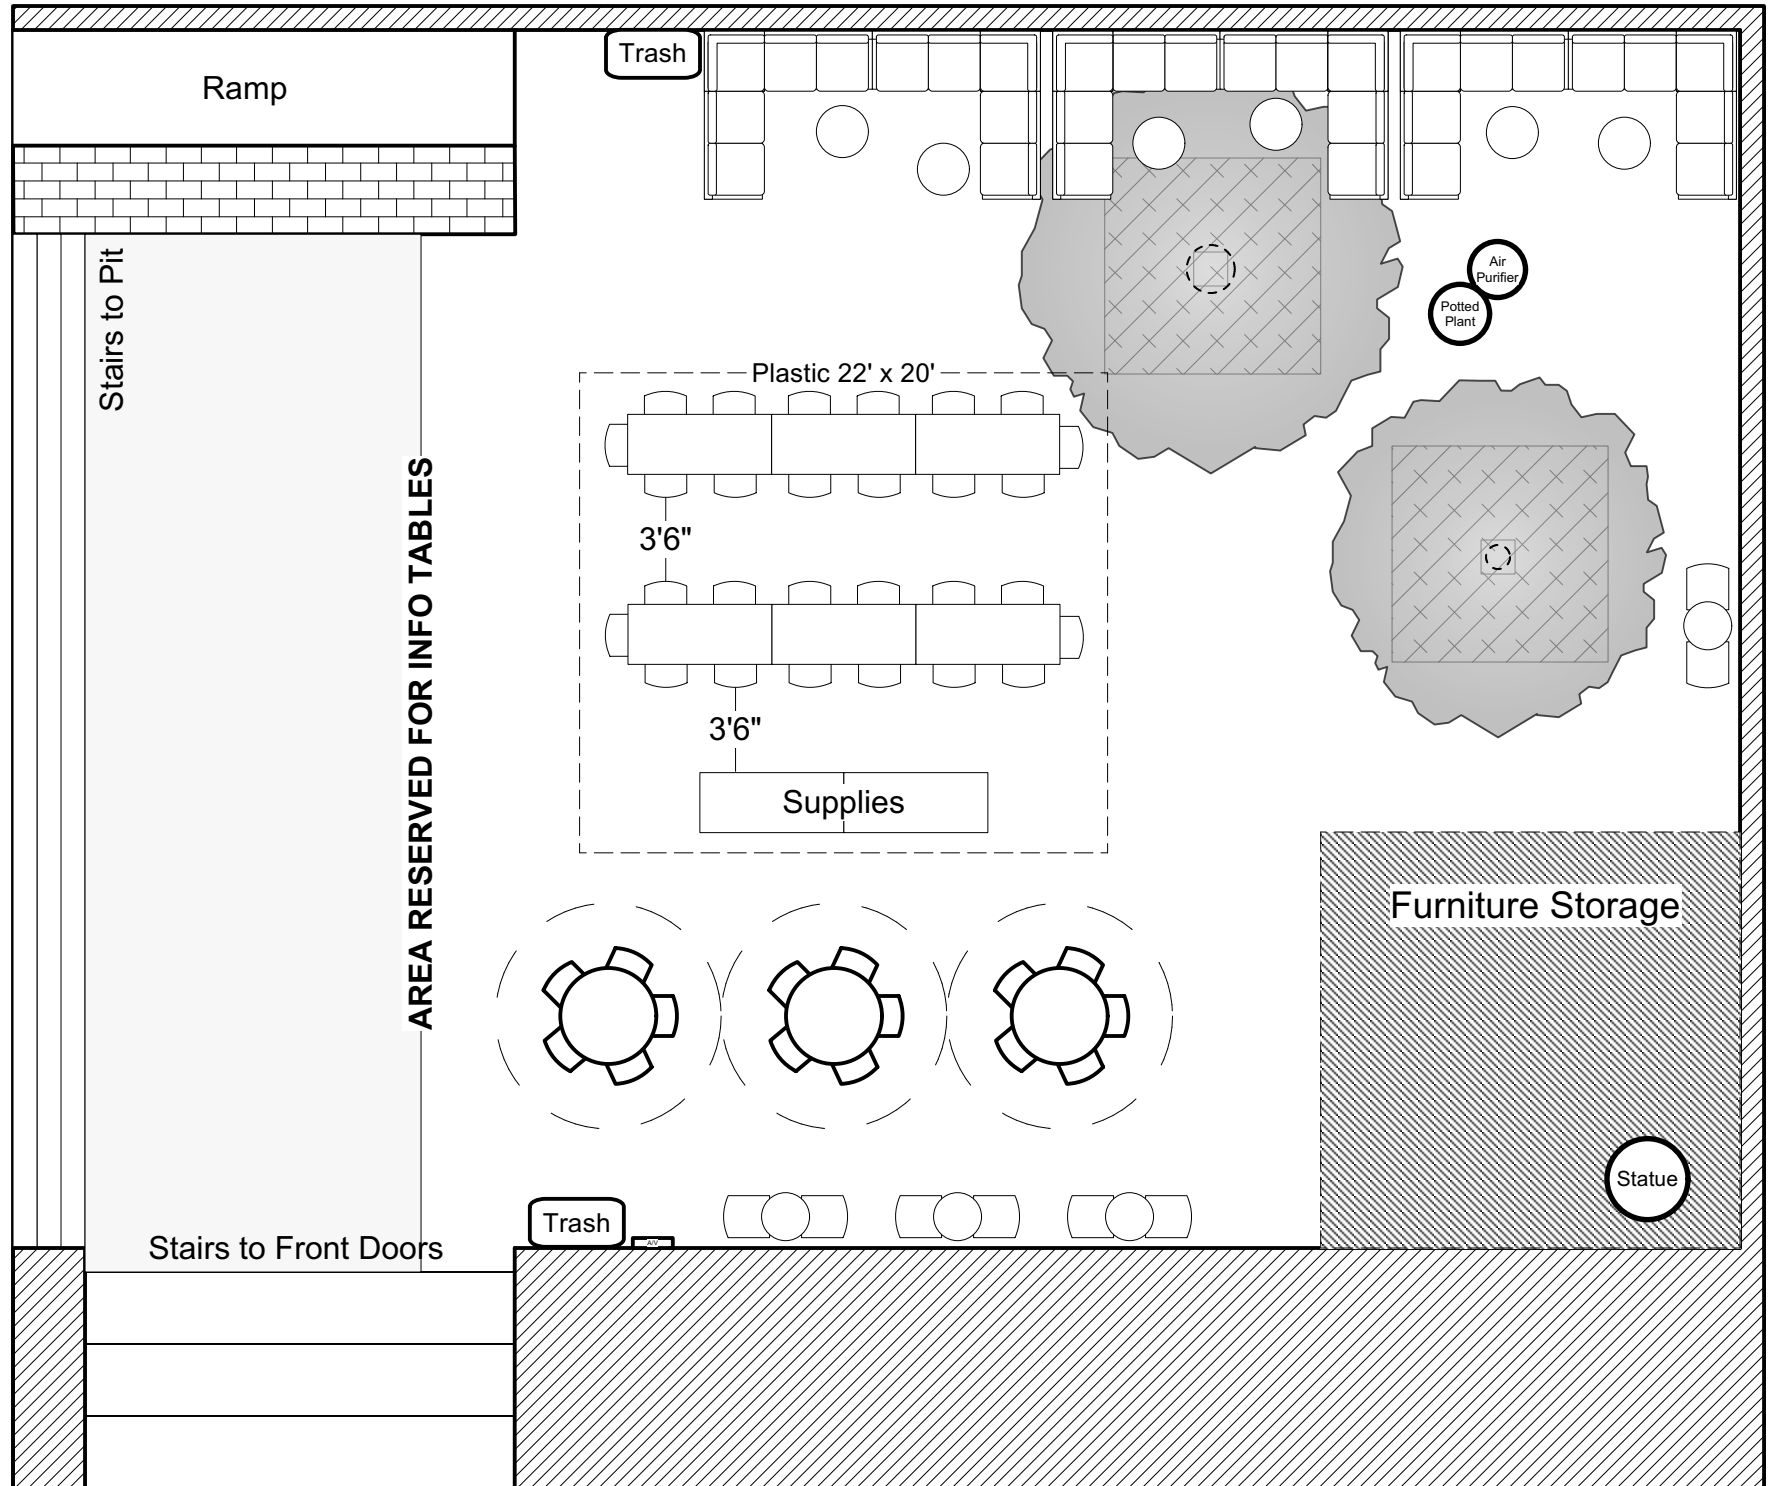 Trash
Ramp
Stairs to Pit
Air
Purifier
Potted
Plant
Plastic 22' x 20'
AREA RESERVED FOR INFO TABLES
3'6"
3'6"
Supplies
Furniture Storage
Statue
Trash
A/V
Stairs to Front Doors